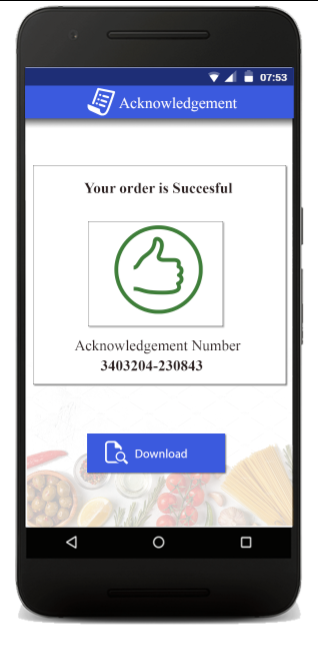 07:53
Acknowledgement
Your order is Succesful
Acknowledgement Number
3403204-230843
Download